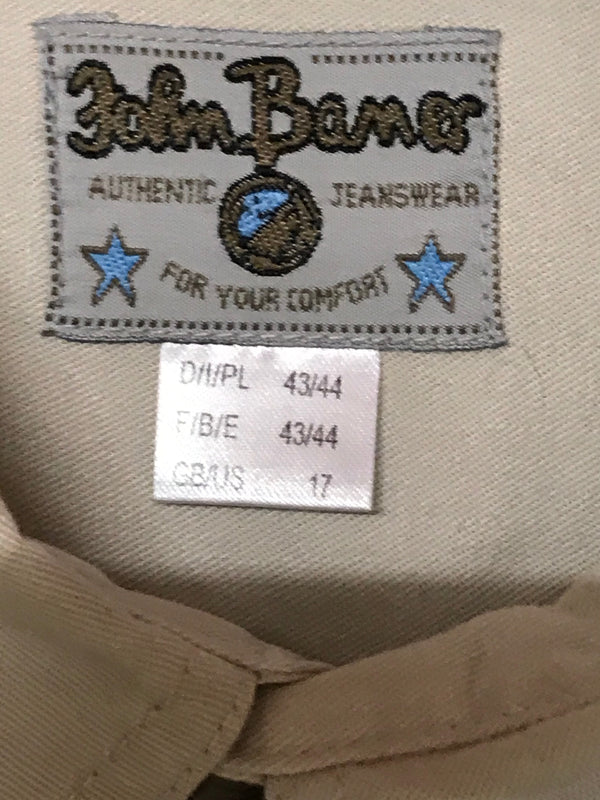 John Baner
AUTHENTIC JEANSWEAR
FOR YOUR COMFORT
D/I/PL 43/44
F/B/E 43/44
GB/US 17